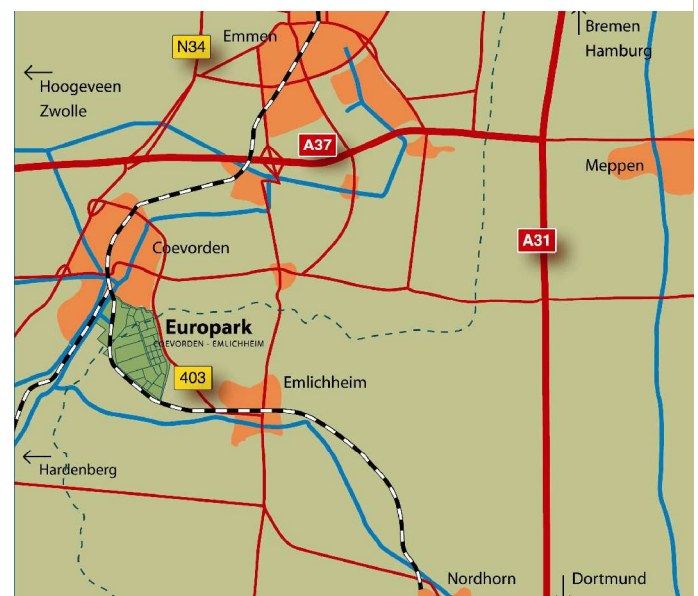 Bremen
Hamburg
Emmen
N34
Hoogeveen
Zwolle
A37
Meppen
A31
Coevorden
Europark
COEVORDEN - EMLICHHEIM
403
Emlichheim
Hardenberg
Nordhorn
Dortmund